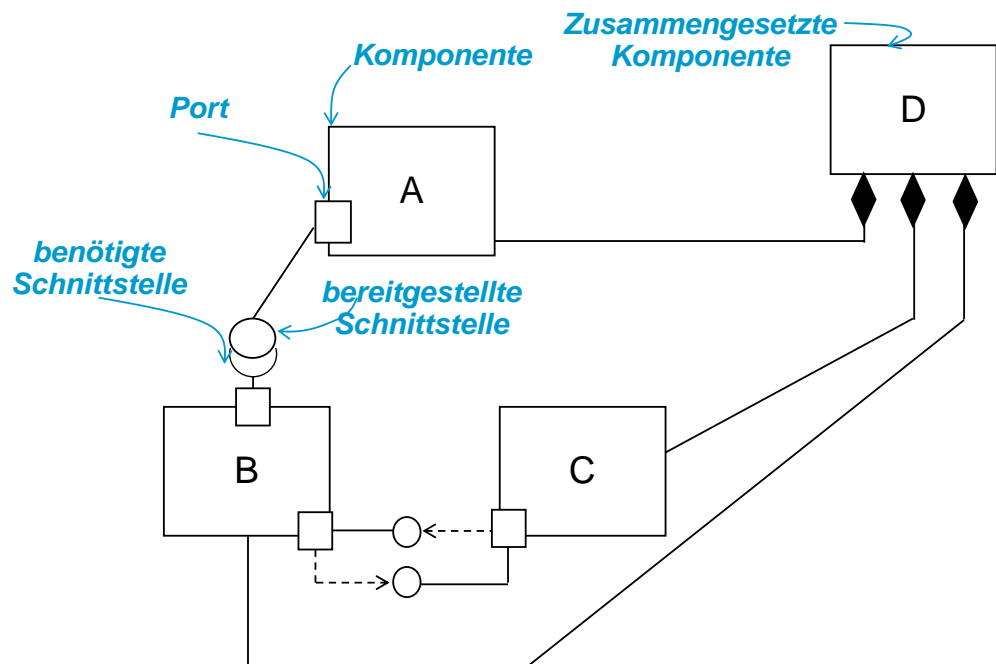 Zusammengesetzte
Komponente
Komponente
Port
D
A
benötigte
Schnittstelle
bereitgestellte
Schnittstelle
B
C